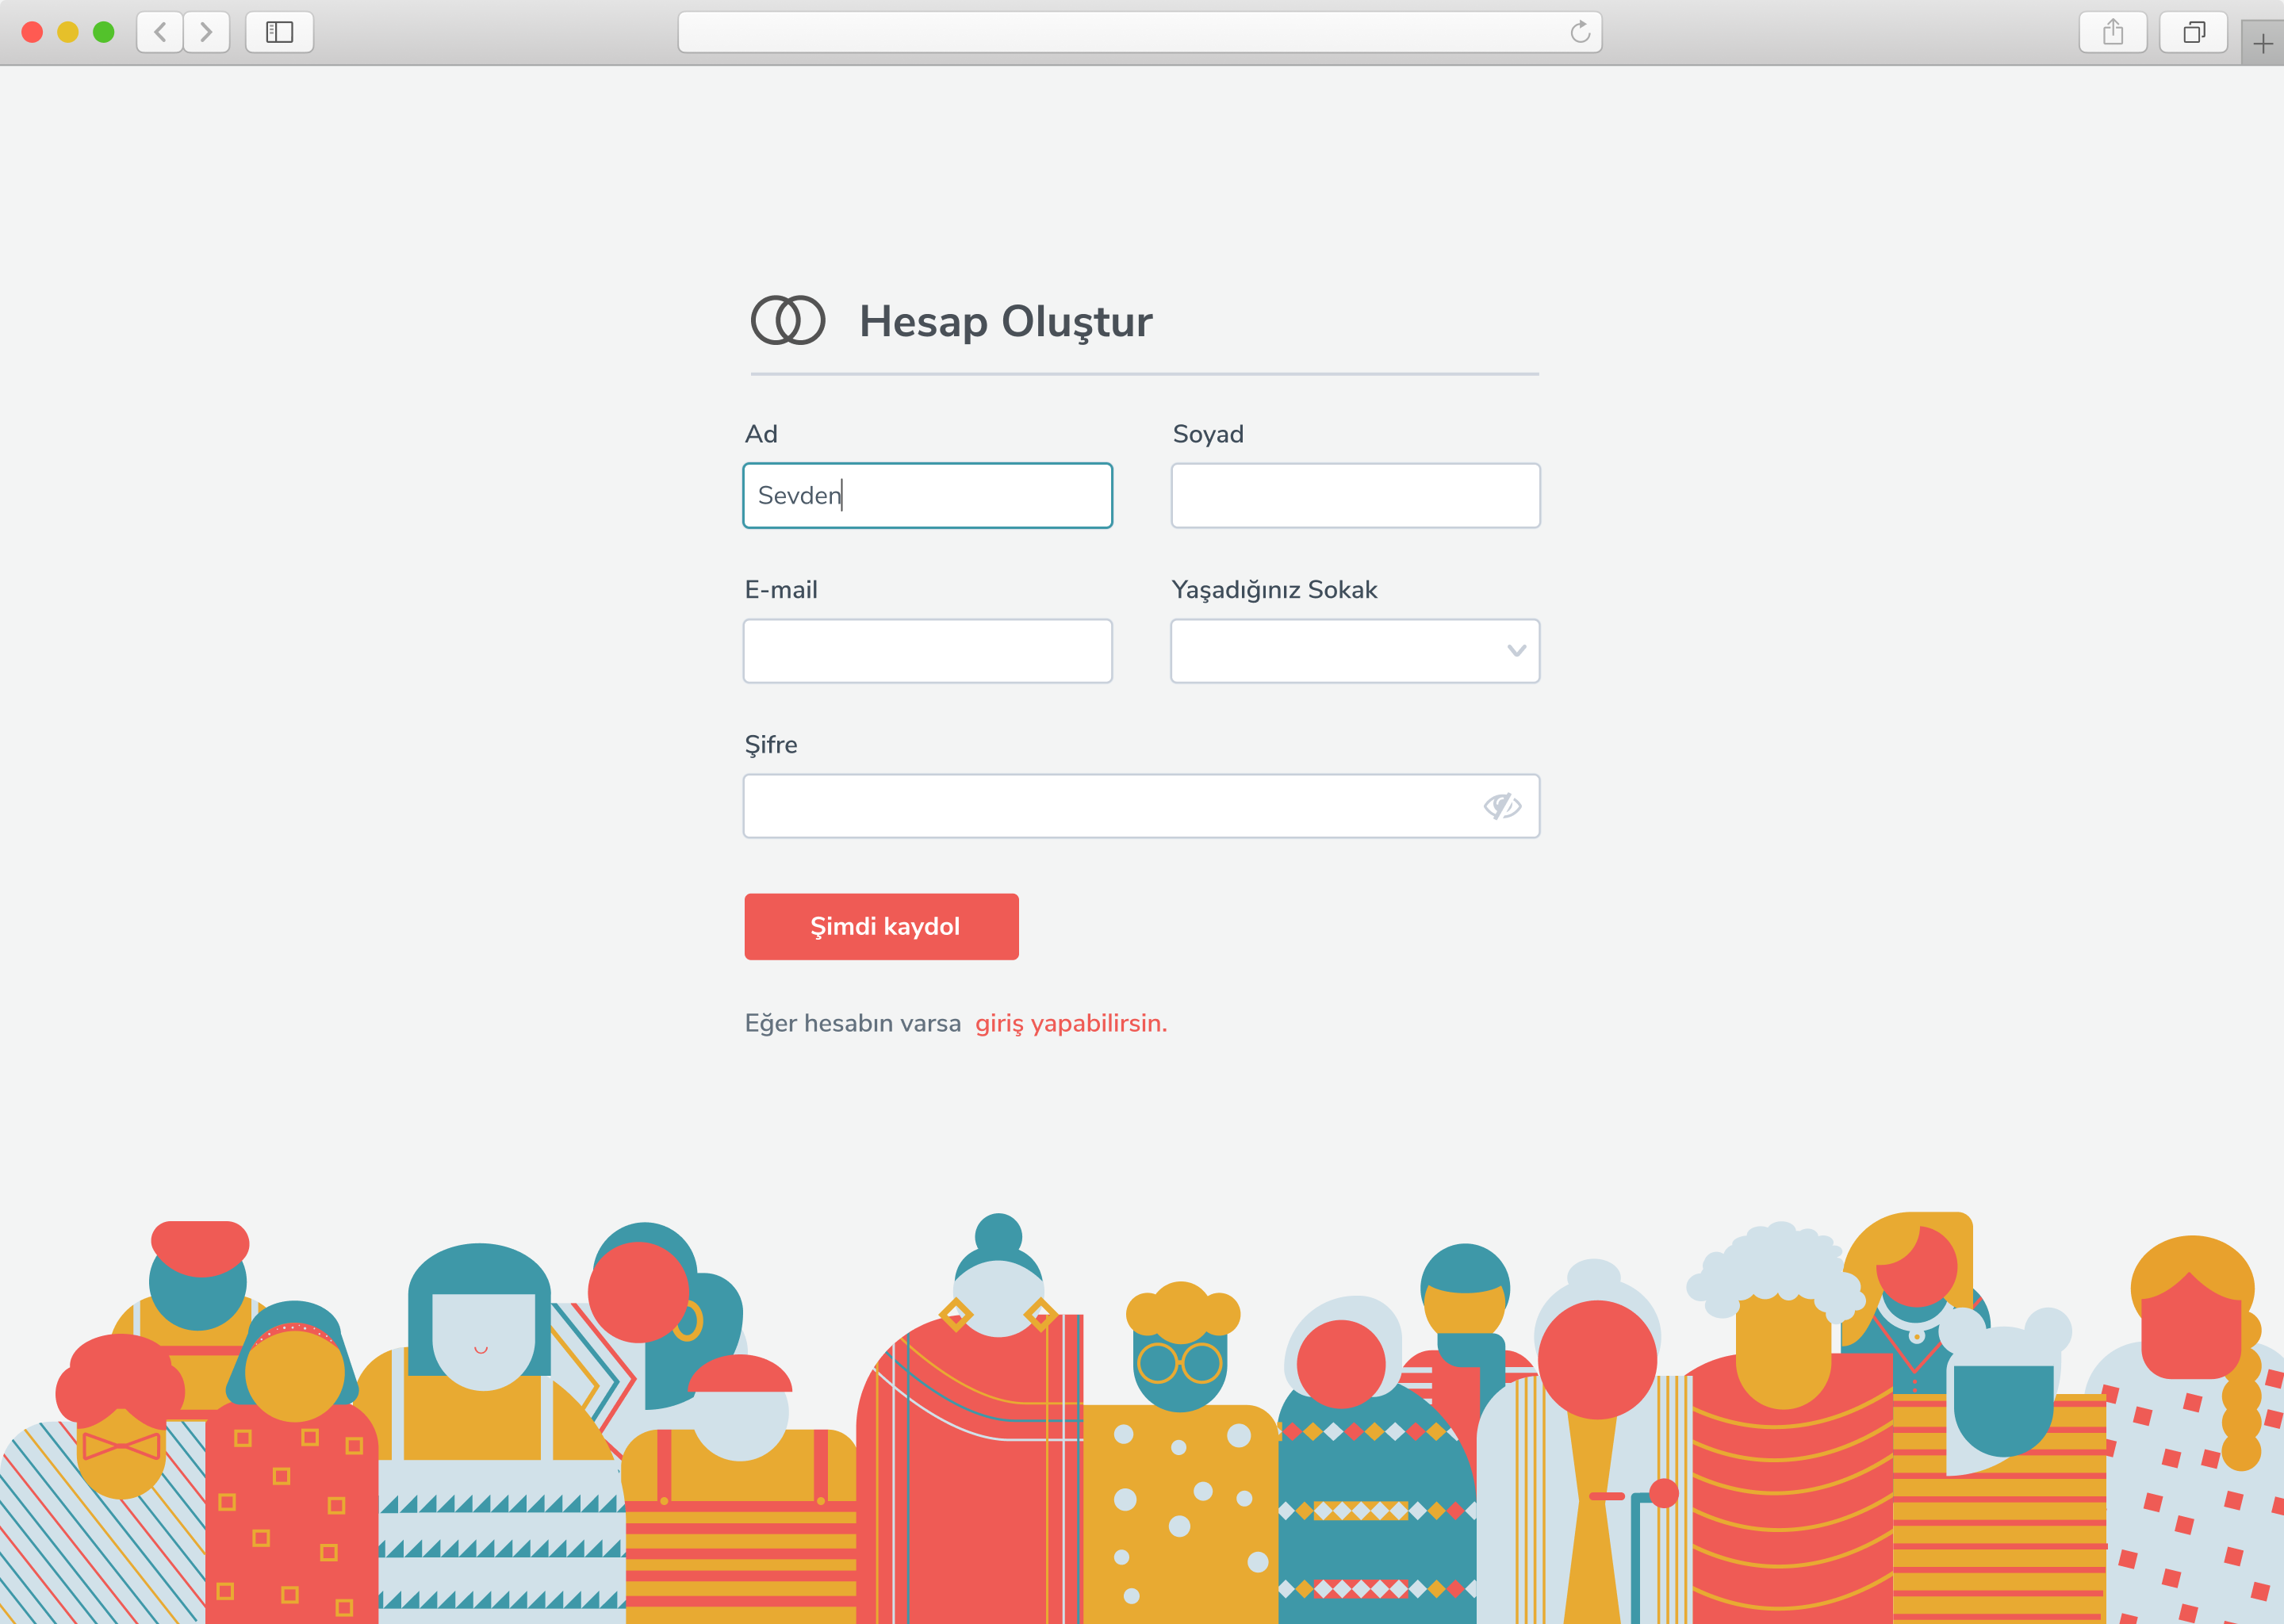 Hesap Oluştur
Ad
Soyad
Sevden
E-mail
Yaşadığınız Sokak
Şifre
Şimdi kaydol
Eğer hesabın varsa giriş yapabilirsin.